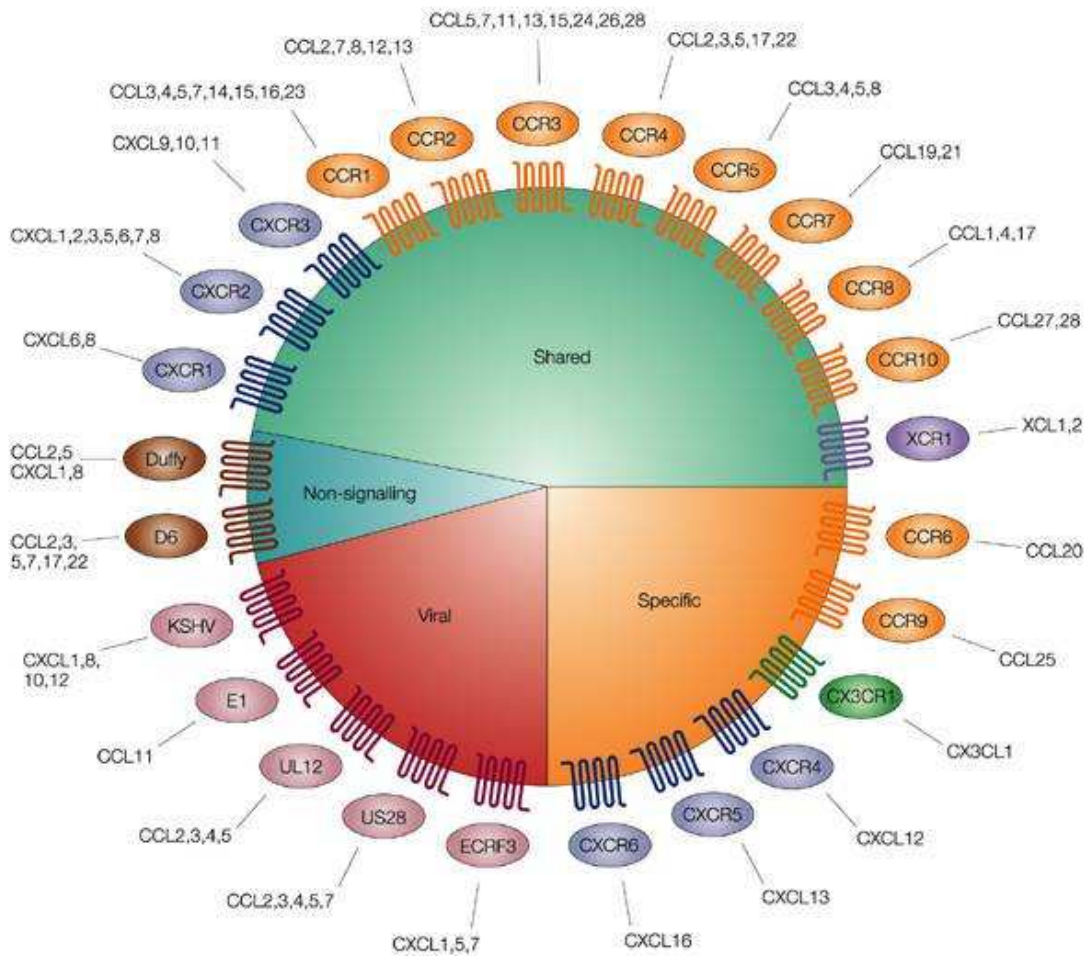 CCL5,7,11,13,15,24,26,28
CCL2,7,8,12,13
CCL2,3,5,17,22
CCL3,4,5,7,14,15,16,23
CCL3,4,5,8
CXCL9,10,11
CCR3
CCR2
CCR4
CCR1
CCR5
CCL19,21
CXCR3
CCR7
CXCL1,2,3,5,6,7,8
CCL1,4,17
CXCR2
CCR8
CCL27,28
CXCL6,8
CXCR1
Shared
CCR10
XCR1
XCL1,2
CCL2,5
CXCL1,8
Duffy
Non-signalling
CCL2,3,
5,7,17,22
D6
CCR6
CCL20
Viral
Specific
KSHV
CCR9
CXCL1,8,
10,12
CCL25
E1
CX3CR1
CCL11
CX3CL1
UL12
CXCR4
CCL2,3,4,5
US28
CXCR5
CXCL12
ECRF3
CXCR6
CCL2,3,4,5,7
CXCL13
CXCL1,5,7
CXCL16